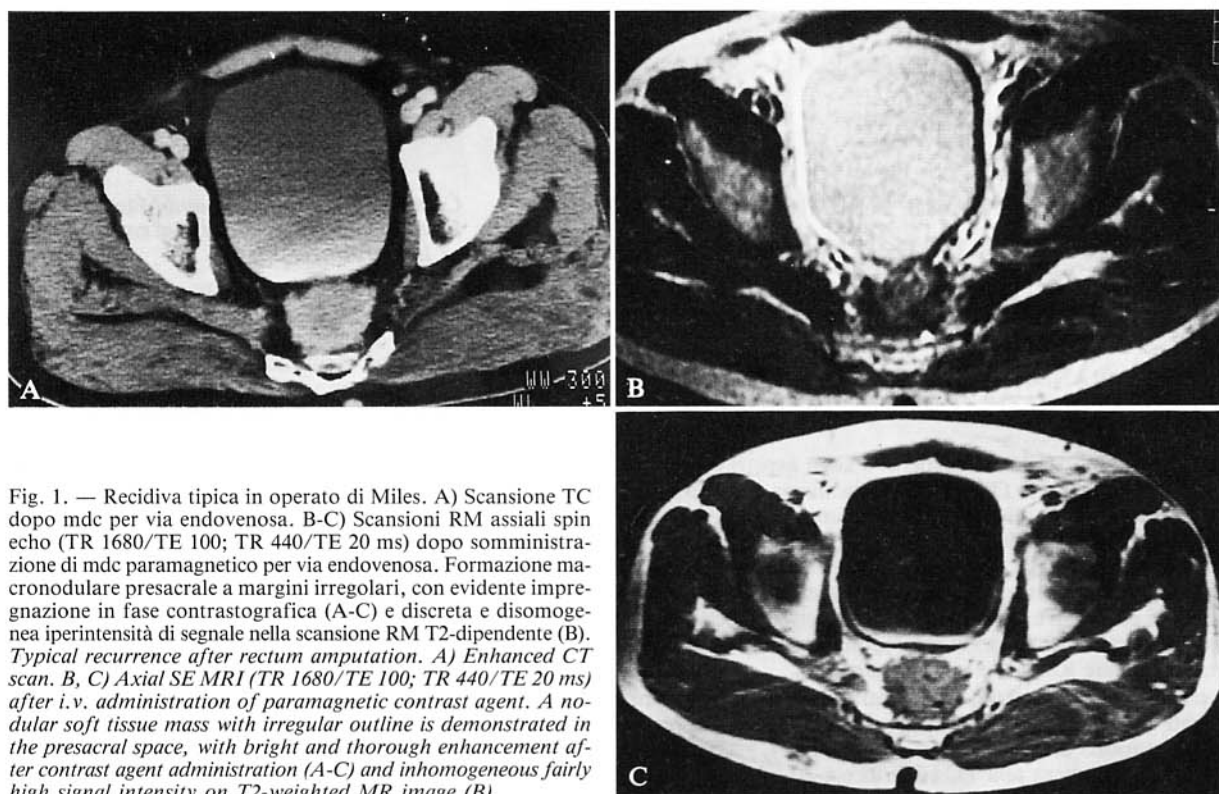 A
WW-300
WL +5
B
C
Fig. 1. — Recidiva tipica in operato di Miles. A) Scansione TC
dopo mdc per via endovenosa. B-C) Scansioni RM assiali spin
echo (TR 1680/TE 100; TR 440/TE 20 ms) dopo somministra-
zione di mdc paramagnetico per via endovenosa. Formazione ma-
cronodulare presacrale a margini irregolari, con evidente impre-
gnazione in fase contrastografica (A-C) e discreta e disomoge-
nea iperintensità di segnale nella scansione RM T2-dipendente (B).
Typical recurrence after rectum amputation. A) Enhanced CT
scan. B, C) Axial SE MRI (TR 1680/TE 100; TR 440/TE 20 ms)
after i.v. administration of paramagnetic contrast agent. A no-
dular soft tissue mass with irregular outline is demonstrated in
the presacral space, with bright and thorough enhancement af-
ter contrast agent administration (A-C) and inhomogeneous fairly
high signal intensity on T2-weighted MR image (B).